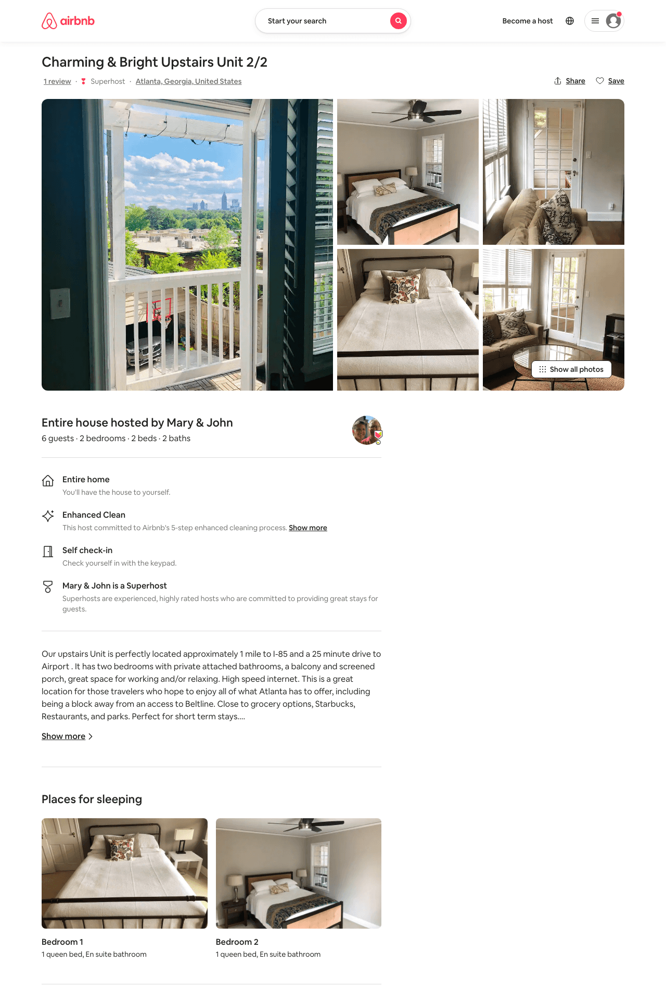 airbnb
Start your search
Become a host
Charming & Bright Upstairs Unit 2/2
1 review · Superhost · Atlanta, Georgia, United States
Share
Save
Show all photos
Entire house hosted by Mary & John
6 guests · 2 bedrooms · 2 beds · 2 baths
Entire home
You'll have the house to yourself.
Enhanced Clean
This host committed to Airbnb's 5-step enhanced cleaning process. Show more
Self check-in
Check yourself in with the keypad.
Mary & John is a Superhost
Superhosts are experienced, highly rated hosts who are committed to providing great stays for
guests.
Our upstairs Unit is perfectly located approximately 1 mile to I-85 and a 25 minute drive to
Airport . It has two bedrooms with private attached bathrooms, a balcony and screened
porch, great space for working and/or relaxing. High speed internet. This is a great
location for those travelers who hope to enjoy all of what Atlanta has to offer, including
being a block away from an access to Beltline. Close to grocery options, Starbucks,
Restaurants, and parks. Perfect for short term stays....
Show more
Places for sleeping
Bedroom 1
1 queen bed, En suite bathroom
Bedroom 2
1 queen bed, En suite bathroom